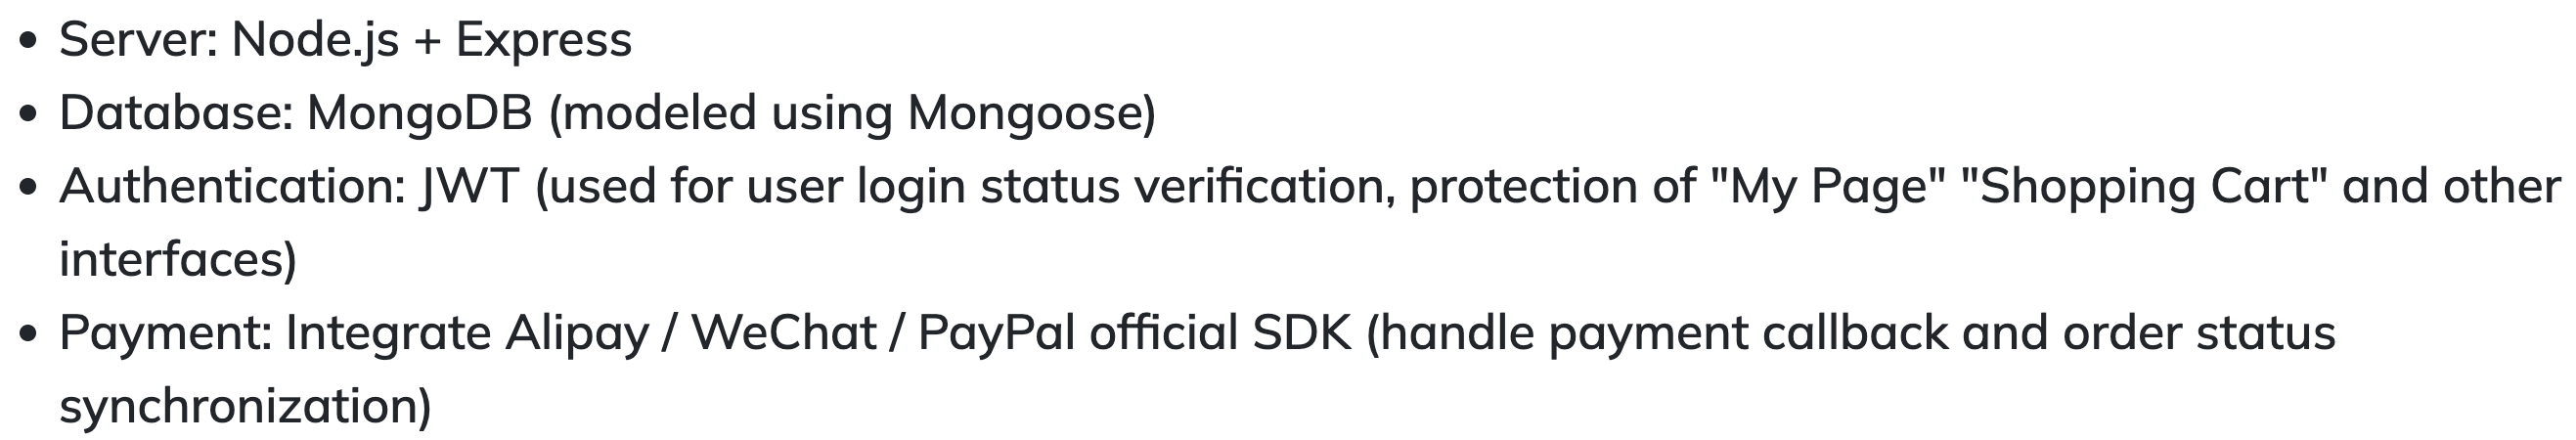 • Server: Node.js + Express
• Database: MongoDB (modeled using Mongoose)
• Authentication: JWT (used for user login status verification, protection of "My Page" "Shopping Cart" and other
interfaces)
• Payment: Integrate Alipay / WeChat / PayPal official SDK (handle payment callback and order status
synchronization)